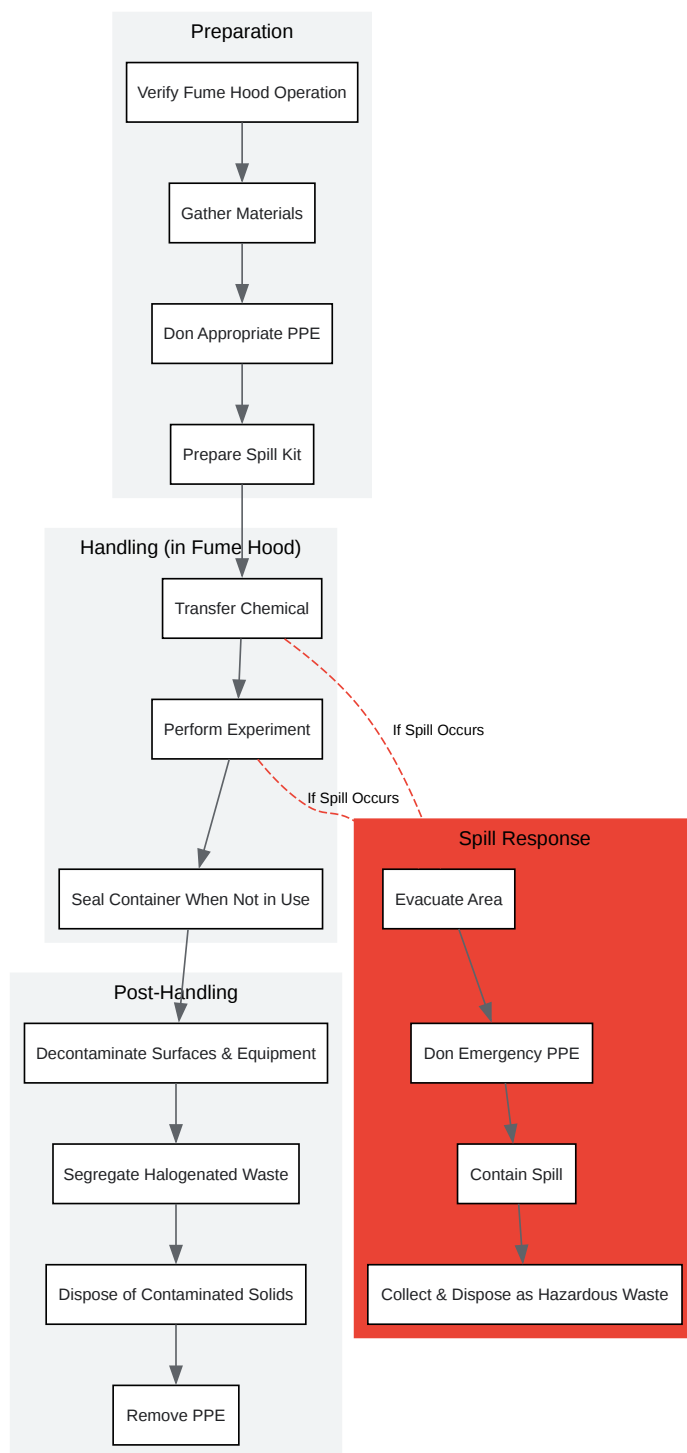 Preparation
Verify Fume Hood Operation
Gather Materials
Don Appropriate PPE
Prepare Spill Kit
Handling (in Fume Hood)
Transfer Chemical
Perform Experiment
If Spill Occurs
If Spill Occurs
Seal Container When Not in Use
Spill Response
Evacuate Area
Don Emergency PPE
Contain Spill
Collect & Dispose as Hazardous Waste
Post-Handling
Decontaminate Surfaces & Equipment
Segregate Halogenated Waste
Dispose of Contaminated Solids
Remove PPE